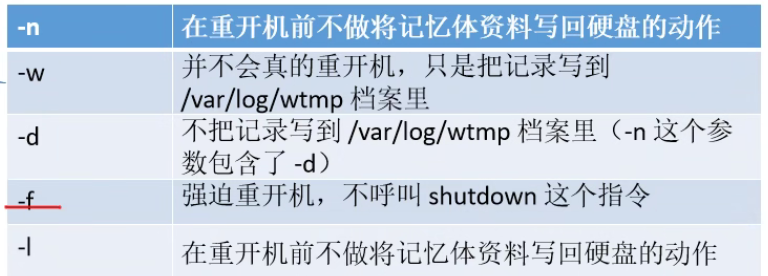 -n 在重开机前不做将记忆体资料写回硬盘的动作
-w 并不会真的重开机，只是把记录写到
/var/log/wtmp 档案里
-d 不把记录写到 /var/log/wtmp 档案里（-n 这个参
数包含了 -d）
-f 强迫重开机，不呼叫 shutdown 这个指令
-l 在重开机前不做将记忆体资料写回硬盘的动作